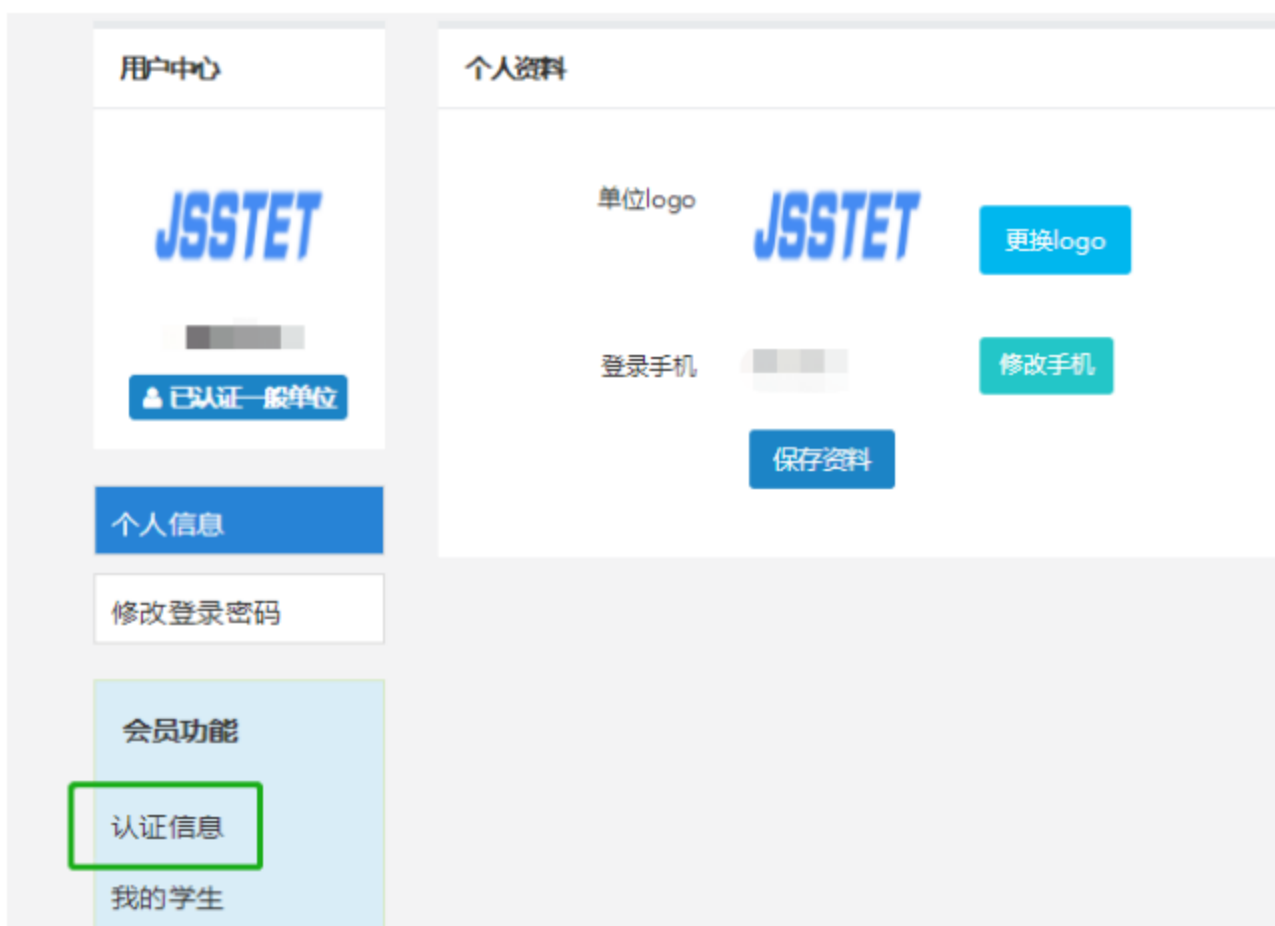 用户中心
JSSTET
已认证一般单位
个人信息
修改登录密码
会员功能
认证信息
我的学生
个人资料
单位logo
JSSTET
更换logo
登录手机
修改手机
保存资料